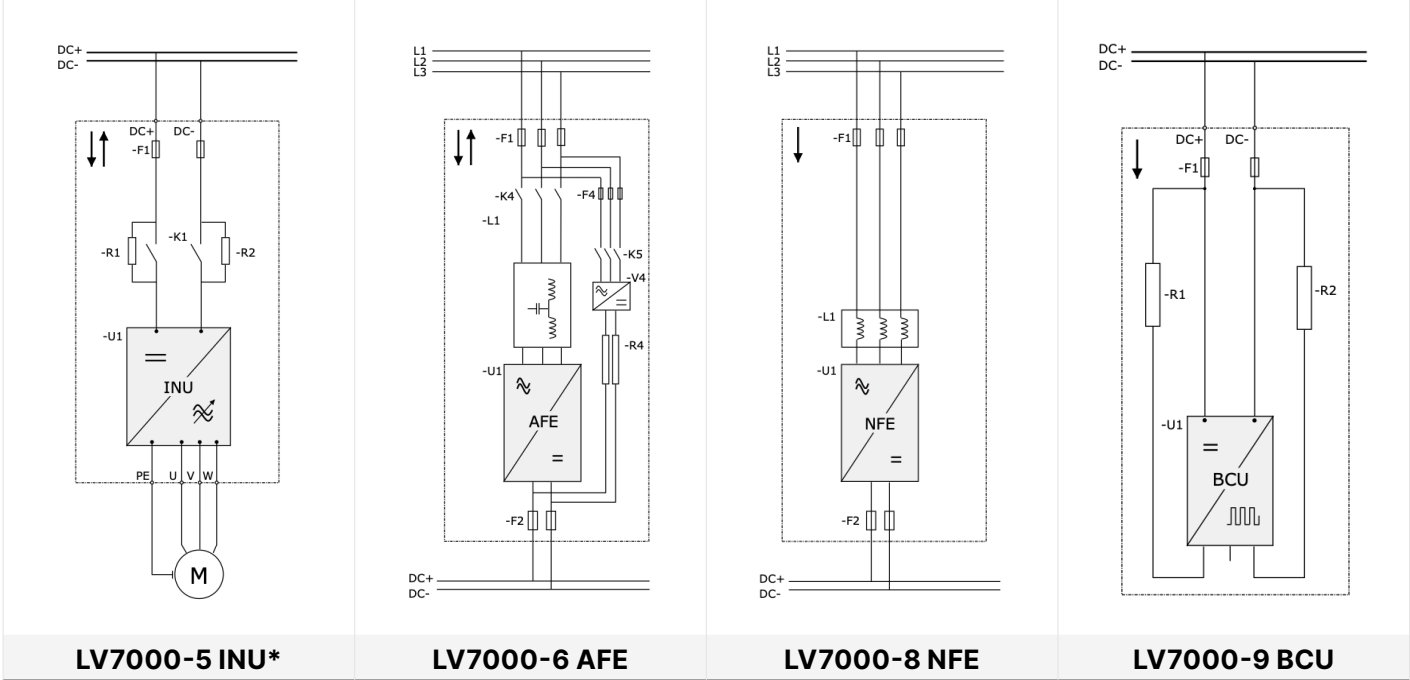 DC+
DC-
DC+ DC-
-F1
-R1 -K1 -R2
-U1
INU
PE U V W
M
LV7000-5 INU*
L1
L2
L3
-F1
-K4 -F4
-L1
-K5
-V4
-R4
-U1
AFE
-F2
DC+
DC-
LV7000-6 AFE
L1
L2
L3
-F1
-L1
-U1
NFE
-F2
DC+
DC-
LV7000-8 NFE
DC+
DC-
DC+ DC-
-F1
-R1 -R2
-U1
BCU
LV7000-9 BCU